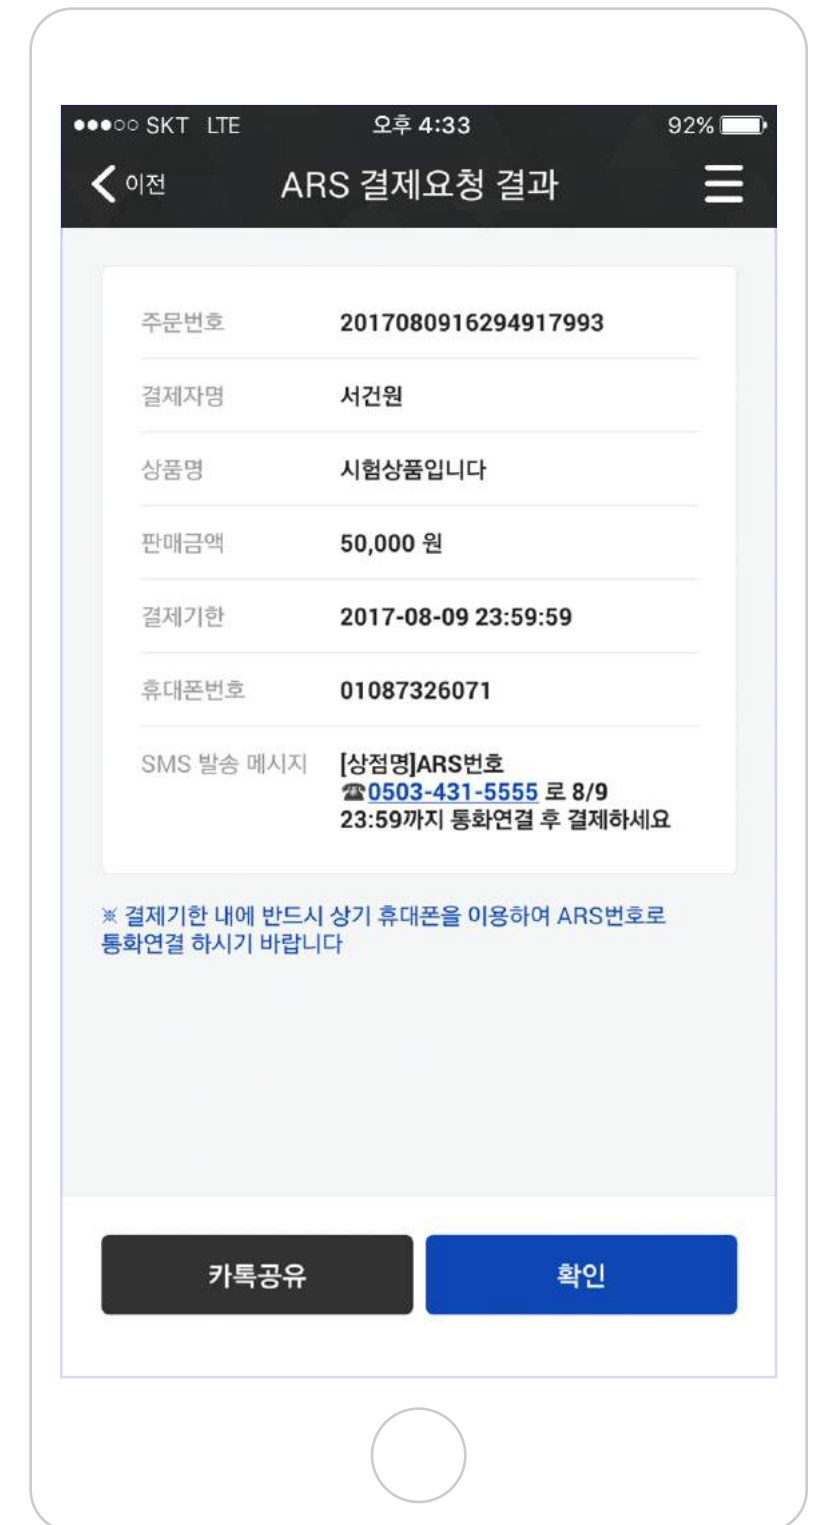 ●●●○○ SKT LTE 오후 4:33 92%
이전 ARS 결제요청 결과
주문번호 2017080916294917993
결제자명 서건원
상품명 시험상품입니다
판매금액 50,000 원
결제기한 2017-08-09 23:59:59
휴대폰번호 01087326071
SMS 발송 메시지 [상점명]ARS번호
☎0503-431-5555 로 8/9
23:59까지 통화연결 후 결제하세요
※ 결제기한 내에 반드시 상기 휴대폰을 이용하여 ARS번호로
통화연결 하시기 바랍니다
카톡공유 확인